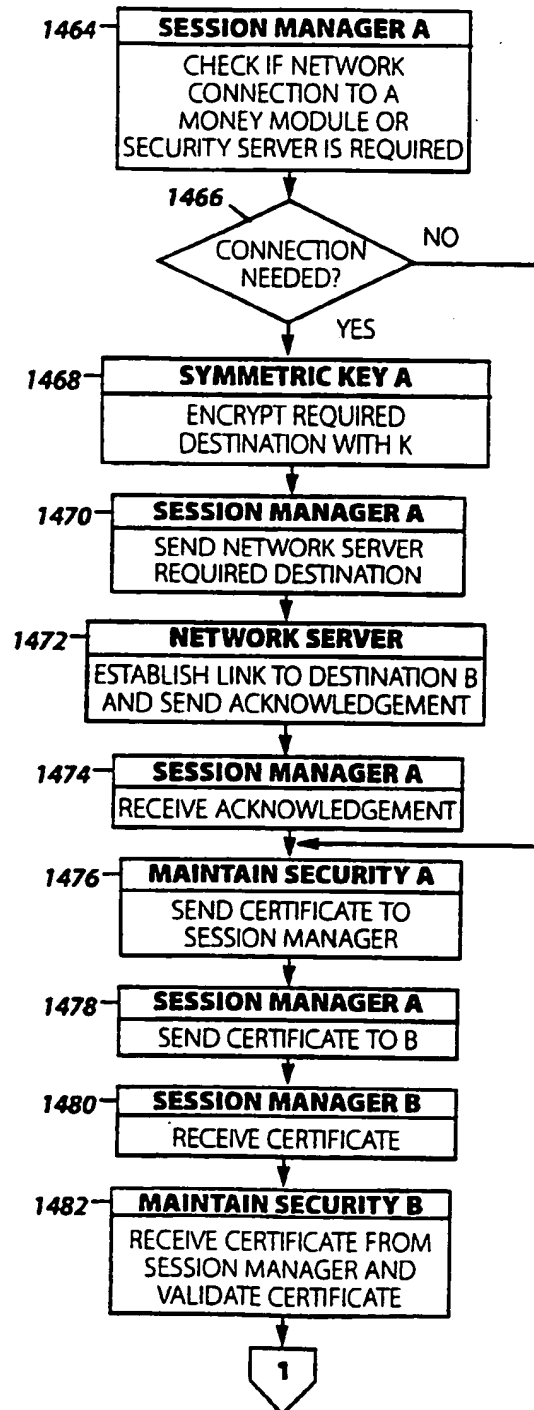 1464
SESSION MANAGER A
CHECK IF NETWORK
CONNECTION TO A
MONEY MODULE OR
SECURITY SERVER IS REQUIRED
1466
CONNECTION
NEEDED?
NO
YES
1468
SYMMETRIC KEY A
ENCRYPT REQUIRED
DESTINATION WITH K
1470
SESSION MANAGER A
SEND NETWORK SERVER
REQUIRED DESTINATION
1472
NETWORK SERVER
ESTABLISH LINK TO DESTINATION B
AND SEND ACKNOWLEDGEMENT
1474
SESSION MANAGER A
RECEIVE ACKNOWLEDGEMENT
1476
MAINTAIN SECURITY A
SEND CERTIFICATE TO
SESSION MANAGER
1478
SESSION MANAGER A
SEND CERTIFICATE TO B
1480
SESSION MANAGER B
RECEIVE CERTIFICATE
1482
MAINTAIN SECURITY B
RECEIVE CERTIFICATE FROM
SESSION MANAGER AND
VALIDATE CERTIFICATE
1